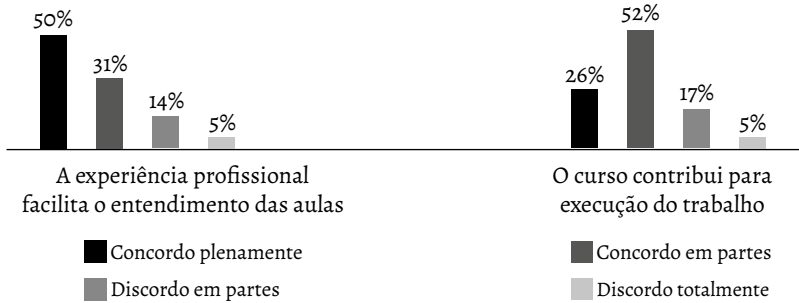 50%
31%
14%
5%
A experiência profissional
facilita o entendimento das aulas
26%
52%
17%
5%
O curso contribui para
execução do trabalho
Concordo plenamente
Concordo em partes
Discordo em partes
Discordo totalmente